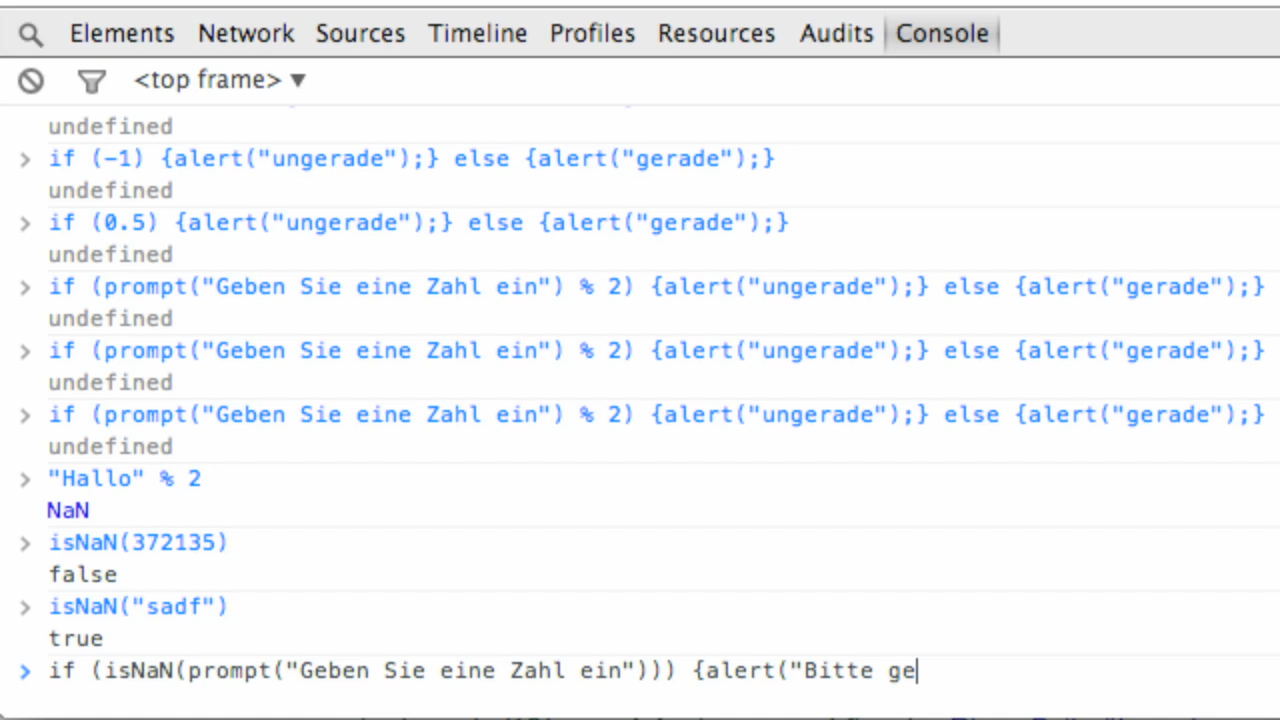 Elements Network Sources Timeline Profiles Resources Audits Console
<top frame> ▼
undefined
> if (-1) {alert("ungerade");} else {alert("gerade");}
undefined
> if (0.5) {alert("ungerade");} else {alert("gerade");}
undefined
> if (prompt("Geben Sie eine Zahl ein") % 2) {alert("ungerade");} else {alert("gerade");}
undefined
> if (prompt("Geben Sie eine Zahl ein") % 2) {alert("ungerade");} else {alert("gerade");}
undefined
> if (prompt("Geben Sie eine Zahl ein") % 2) {alert("ungerade");} else {alert("gerade");}
undefined
> "Hallo" % 2
NaN
> isNaN(372135)
false
> isNaN("sadf")
true
> if (isNaN(prompt("Geben Sie eine Zahl ein"))) {alert("Bitte ge